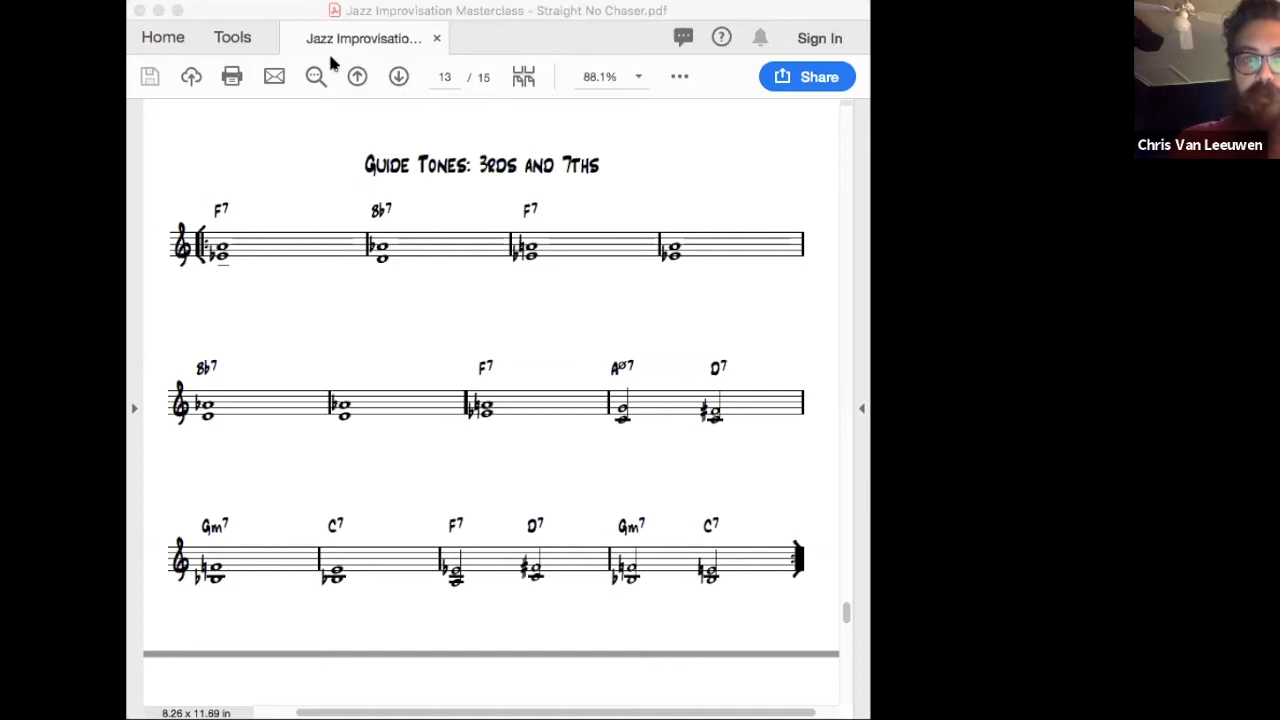 Jazz Improvisation Masterclass - Straight No Chaser.pdf
Home Tools Jazz Improvisatio... × Sign In
13 / 15 88.1% Share
Chris Van Leeuwen
GUIDE TONES: 3RDS AND 7THS
F7 Bb7 F7
Bb7 F7 Aø7 D7
Gm7 C7 F7 D7 Gm7 C7
8.26 x 11.69 in